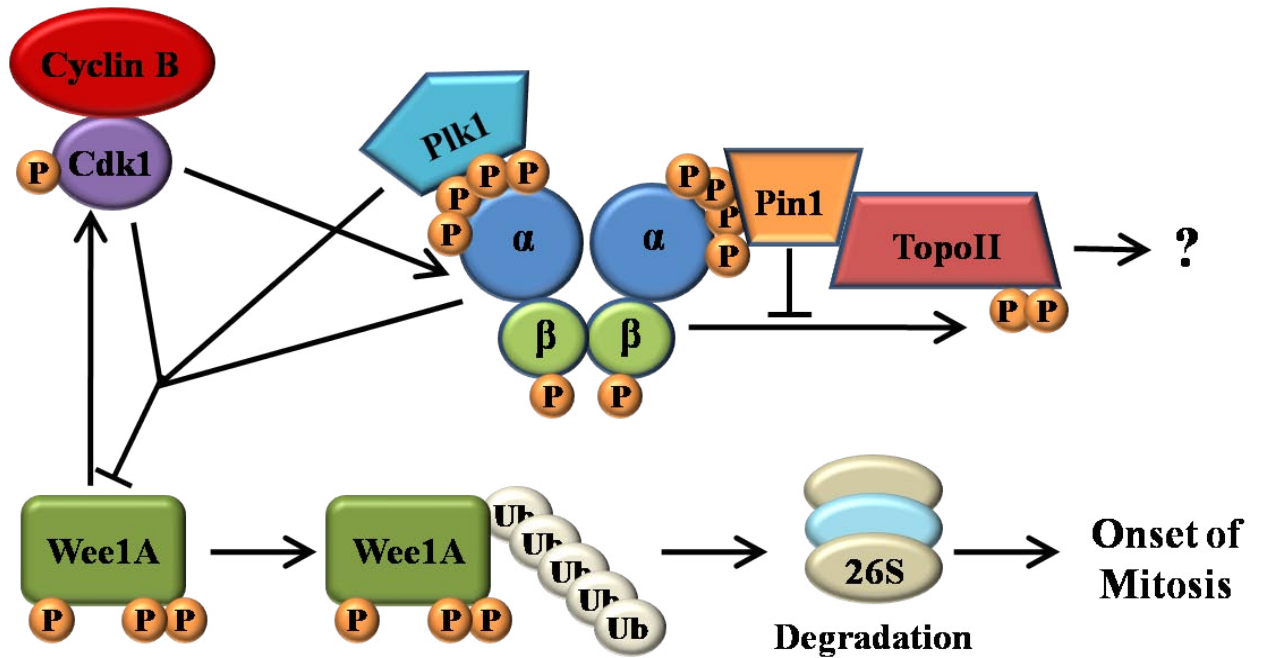 Cyclin B
P
Cdk1
Plk1
P
P
P
P
α
α
P
P
P
P
Pin1
TopoII
?
P P
β
β
P
P
Wee1A
P
P P
Wee1A
P
P P
Ub
Ub
Ub
Ub
Ub
26S
Degradation
Onset of
Mitosis